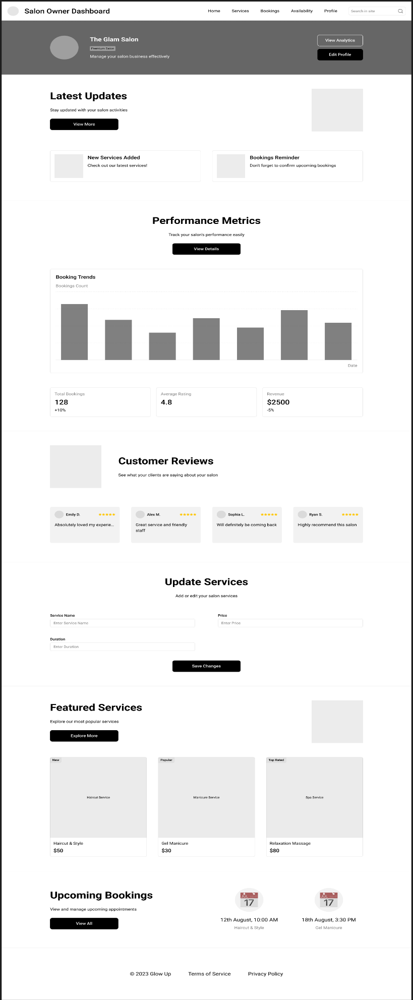 Salon Owner Dashboard
Home
Services
Bookings
Availability
Profile
Search in site
The Glam Salon
Premium Salon
Manage your salon business effectively
View Analytics
Edit Profile
Latest Updates
Stay updated with your salon activities
View More
New Services Added
Check out our latest services!
Bookings Reminder
Don't forget to confirm upcoming bookings
Performance Metrics
Track your salon's performance easily
View Details
Booking Trends
Bookings Count
Date
Total Bookings
128
+10%
Average Rating
4.8
Revenue
$2500
-5%
Customer Reviews
See what your clients are saying about your salon
Emily D.
Absolutely loved my experie...
Alex M.
Great service and friendly
staff
Sophia L.
Will definitely be coming back
Ryan S.
Highly recommend this salon
Update Services
Add or edit your salon services
Service Name
Enter Service Name
Price
Enter Price
Duration
Enter Duration
Save Changes
Featured Services
Explore our most popular services
Explore More
New
Haircut Service
Haircut & Style
$50
Popular
Manicure Service
Gel Manicure
$30
Top Rated
Spa Service
Relaxation Massage
$80
Upcoming Bookings
View and manage upcoming appointments
View All
JUL
17
12th August, 10:00 AM
Haircut & Style
JUL
17
18th August, 3:30 PM
Gel Manicure
© 2023 Glow Up
Terms of Service
Privacy Policy